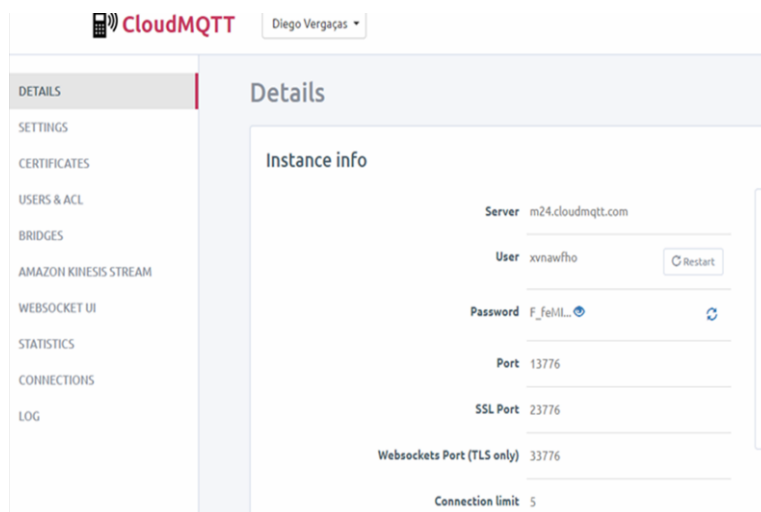 CloudMQTT
Diego Vergaças
DETAILS
SETTINGS
CERTIFICATES
USERS & ACL
BRIDGES
AMAZON KINESIS STREAM
WEBSOCKET UI
STATISTICS
CONNECTIONS
LOG
Details
Instance info
Server m24.cloudmqtt.com
User xvnawfho Restart
Password F_feMI...
Port 13776
SSL Port 23776
Websockets Port (TLS only) 33776
Connection limit 5